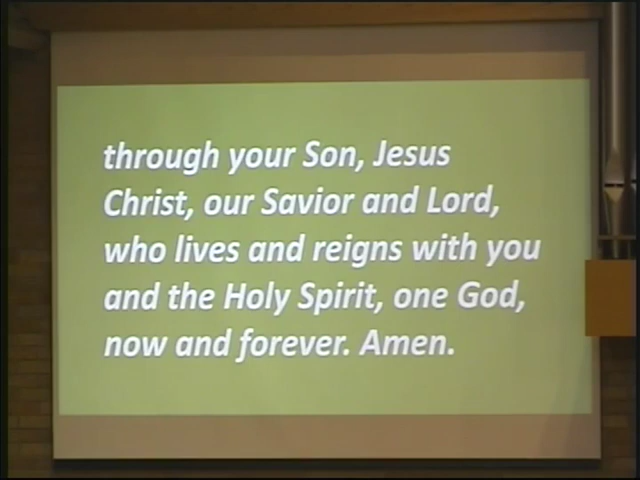 through your Son, Jesus
Christ, our Savior and Lord,
who lives and reigns with you
and the Holy Spirit, one God,
now and forever. Amen.